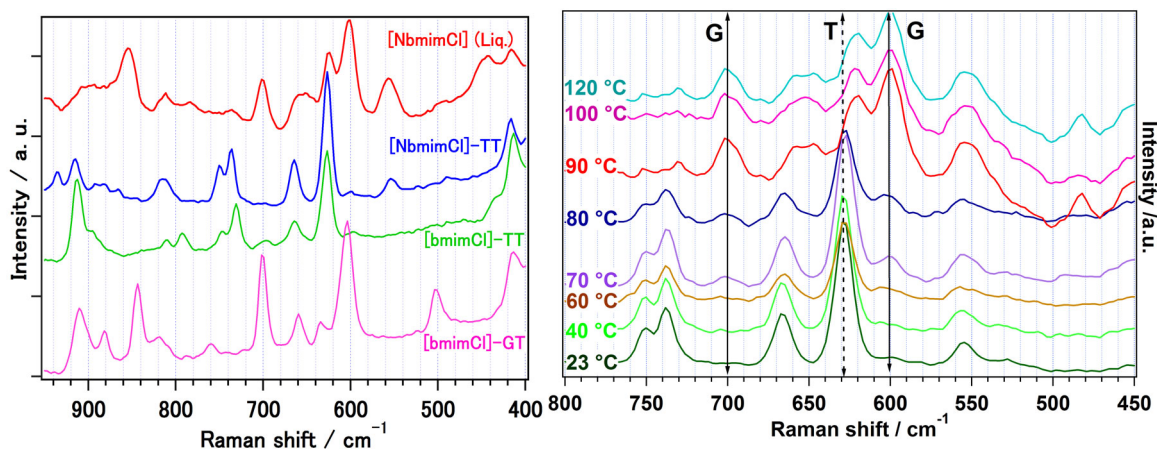 [NbmimCl] (Liq.)
[NbmimCl]-TT
[bmimCl]-TT
[bmimCl]-GT
Intensity / a. u.
900 800 700 600 500 400
Raman shift / cm⁻¹
G T G
120 °C
100 °C
90 °C
80 °C
70 °C
60 °C
40 °C
23 °C
800 750 700 650 600 550 500 450
Raman shift / cm⁻¹
Intensity /a.u.